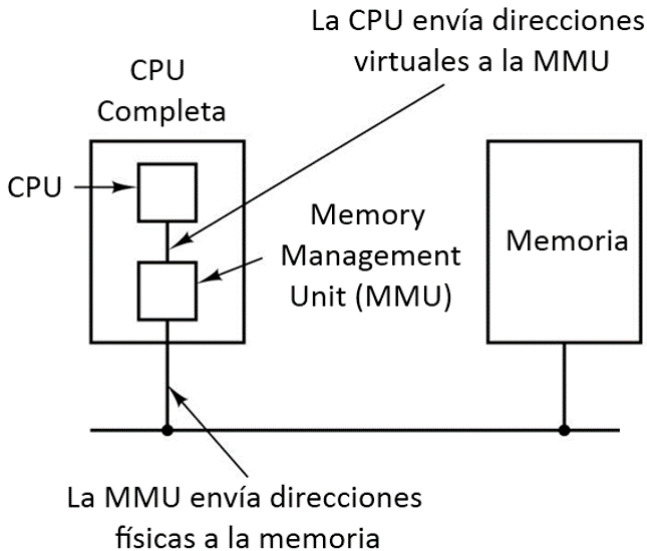 La CPU envía direcciones
virtuales a la MMU
CPU
Completa
CPU
Memory
Management
Unit (MMU)
Memoria
La MMU envía direcciones
físicas a la memoria